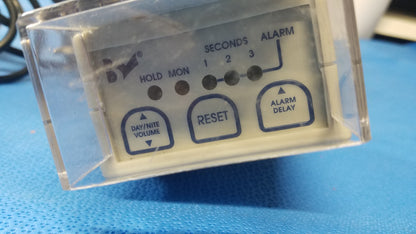 SECONDS ALARM
HOLD MON 1 2 3
DAY/NITE
VOLUME
RESET
ALARM
DELAY